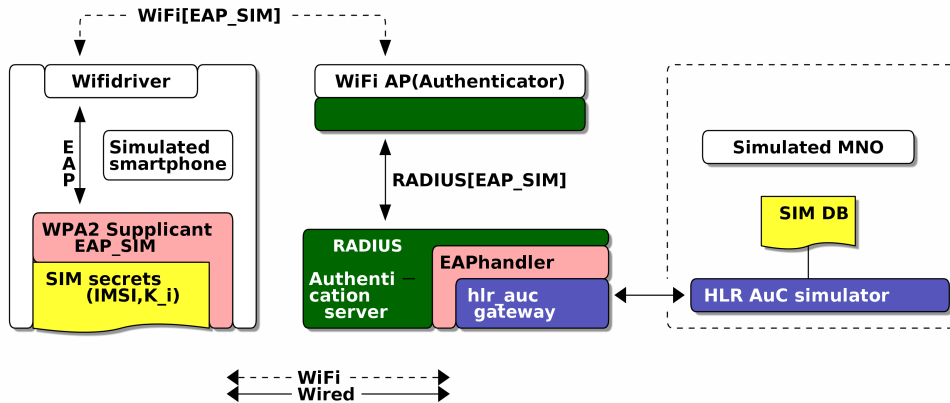 WiFi[EAP_SIM]
Wifidriver
WiFi AP(Authenticator)
E
A
P
Simulated
smartphone
Simulated MNO
RADIUS[EAP_SIM]
SIM DB
WPA2 Supplicant
EAP_SIM
SIM secrets
(IMSI,K_i)
RADIUS
Authenti-
cation
server
EAPhandler
hlr_auc
gateway
HLR AuC simulator
WiFi
Wired